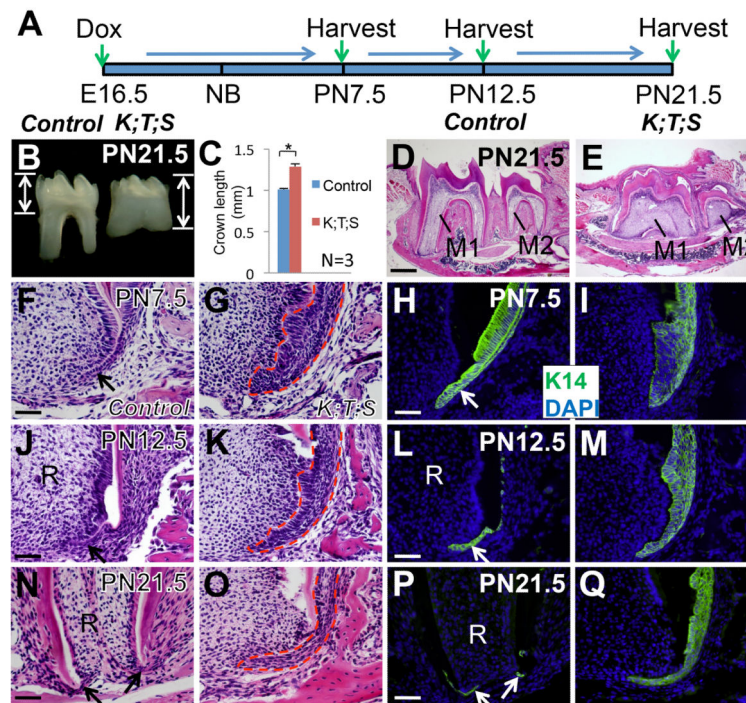 A
Dox
Harvest
Harvest
Harvest
E16.5
NB
PN7.5
PN12.5
PN21.5
Control K;T;S
Control
K;T;S
B PN21.5
C
1.5
1
0.5
0
Crown length
(mm)
*
Control
K;T;S
N=3
D PN21.5
M1
M2
E
M1
M2
F PN7.5
Control
G
K;T;S
H PN7.5
I
K14
DAPI
J PN12.5
R
K
L PN12.5
R
M
N PN21.5
R
O
P PN21.5
R
Q